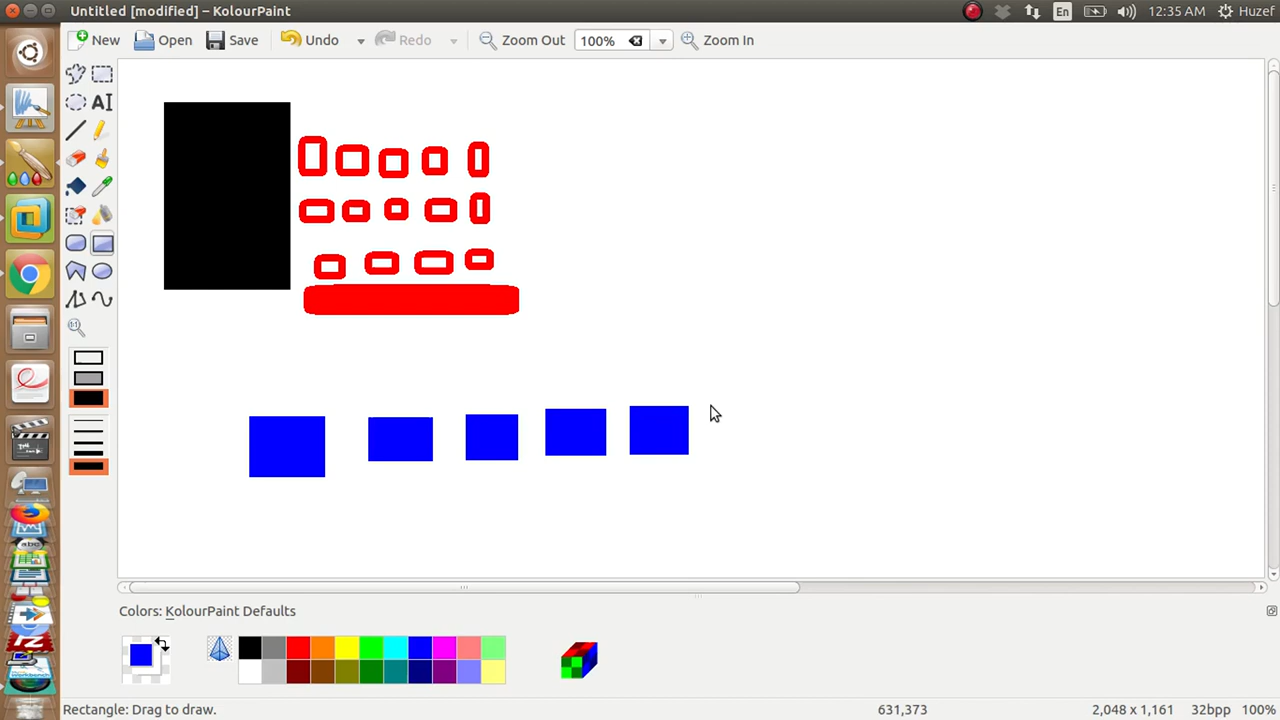 Untitled [modified] – KolourPaint
En
12:35 AM
Huzef
New
Open
Save
Undo
Redo
Zoom Out
100%
Zoom In
Colors: KolourPaint Defaults
Rectangle: Drag to draw.
631,373
2,048 x 1,161
32bpp
100%